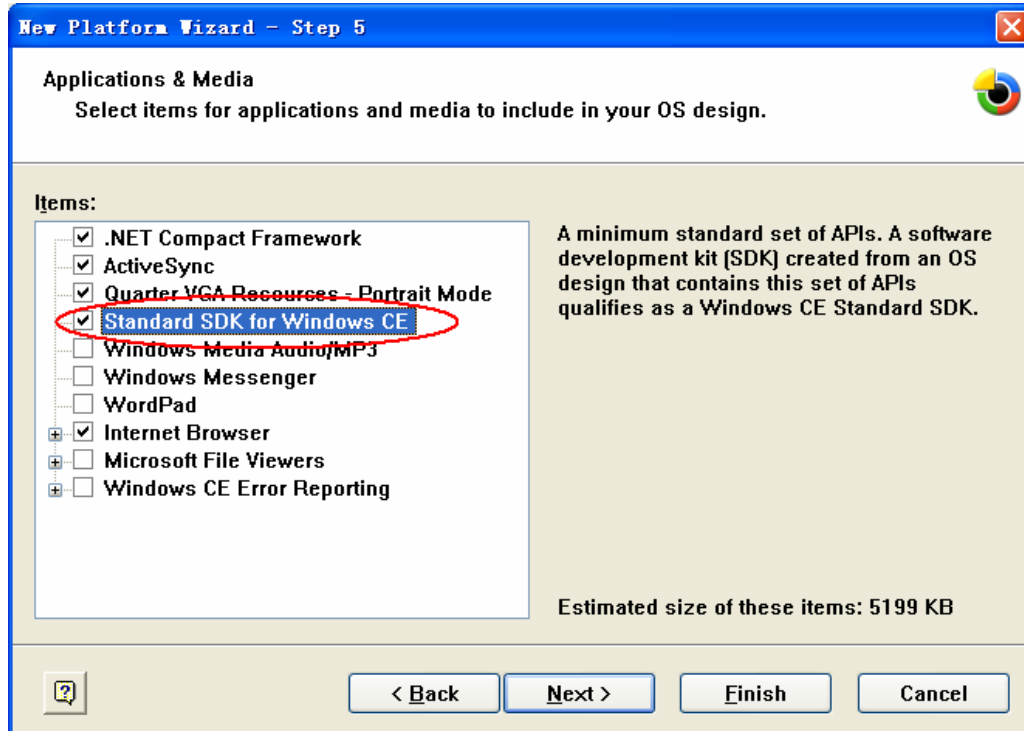 New Platform Wizard - Step 5
Applications & Media
Select items for applications and media to include in your OS design.
Items:
.NET Compact Framework
ActiveSync
Quarter VGA Resources - Portrait Mode
Standard SDK for Windows CE
Windows Media Audio/MP3
Windows Messenger
WordPad
Internet Browser
Microsoft File Viewers
Windows CE Error Reporting
A minimum standard set of APIs. A software
development kit (SDK) created from an OS
design that contains this set of APIs
qualifies as a Windows CE Standard SDK.
Estimated size of these items: 5199 KB
< Back
Next >
Finish
Cancel